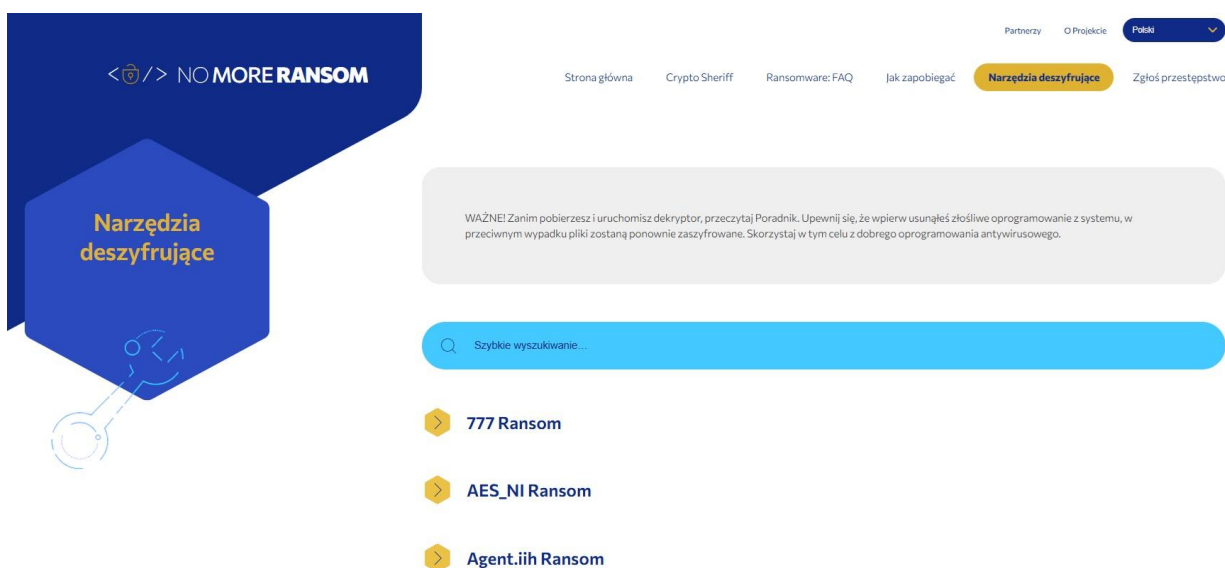 Partnerzy O Projekcie Polski
</> NO MORE RANSOM
Strona główna Crypto Sheriff Ransomware: FAQ Jak zapobiegać Narzędzia deszyfrujące Zgłoś przestępstwo
Narzędzia
deszyfrujące
WAŻNE! Zanim pobierzesz i uruchomisz dekryptor, przeczytaj Poradnik. Upewnij się, że wpierw usunąłeś złośliwe oprogramowanie z systemu, w
przeciwnym wypadku pliki zostaną ponownie zaszyfrowane. Skorzystaj w tym celu z dobrego oprogramowania antywirusowego.
Szybkie wyszukiwanie...
777 Ransom
AES_NI Ransom
Agent.iih Ransom